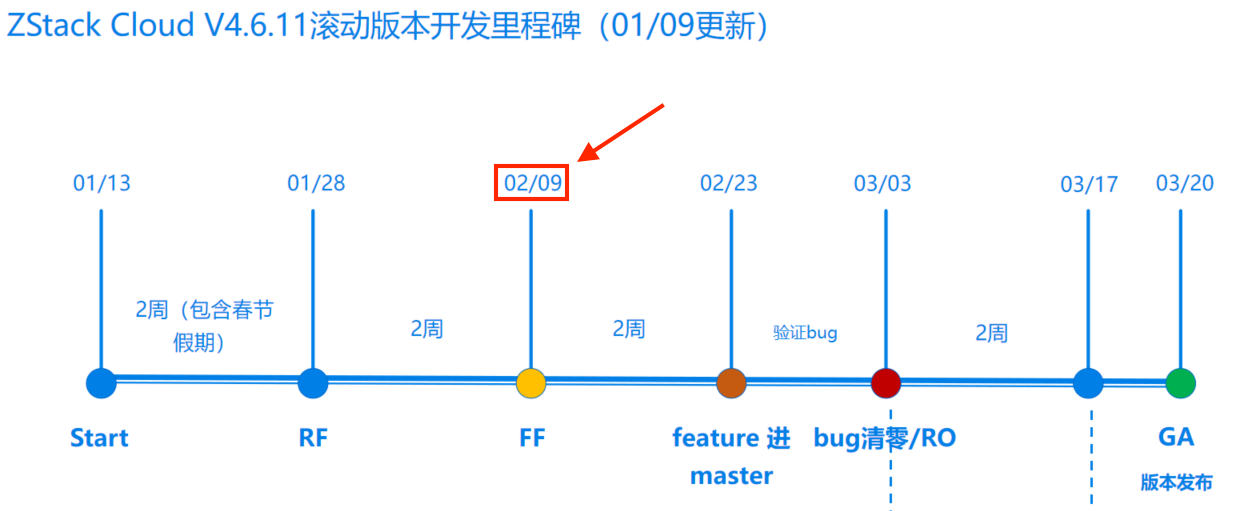 ZStack Cloud V4.6.11滚动版本开发里程碑（01/09更新）
01/13
01/28
02/09
02/23
03/03
03/17
03/20
2周（包含春节
假期）
2周
2周
验证bug
2周
Start
RF
FF
feature 进
master
bug清零/RO
GA
版本发布